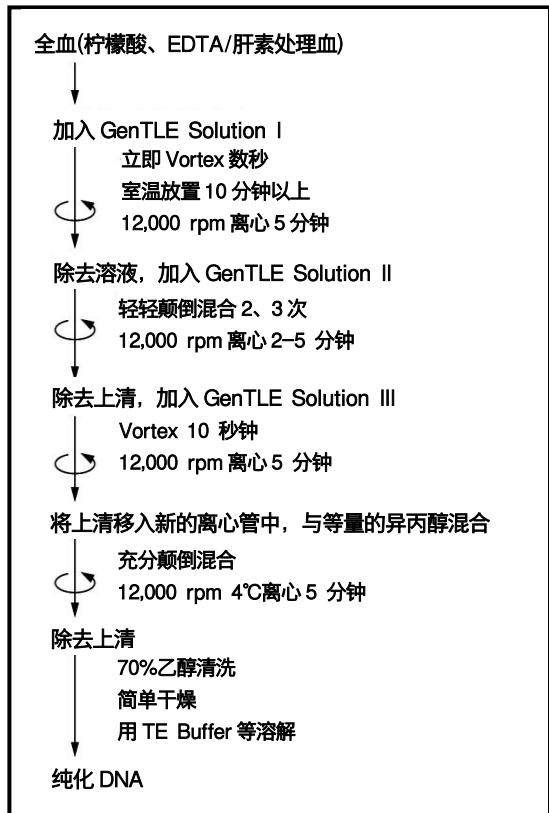 全血(柠檬酸、EDTA/肝素处理血)
加入 GenTLE Solution Ⅰ
立即 Vortex 数秒
室温放置 10 分钟以上
12,000 rpm 离心 5 分钟
除去溶液，加入 GenTLE Solution Ⅱ
轻轻颠倒混合 2、3 次
12,000 rpm 离心 2-5 分钟
除去上清，加入 GenTLE Solution Ⅲ
Vortex 10 秒钟
12,000 rpm 离心 5 分钟
将上清移入新的离心管中，与等量的异丙醇混合
充分颠倒混合
12,000 rpm 4℃离心 5 分钟
除去上清
70%乙醇清洗
简单干燥
用 TE Buffer 等溶解
纯化 DNA